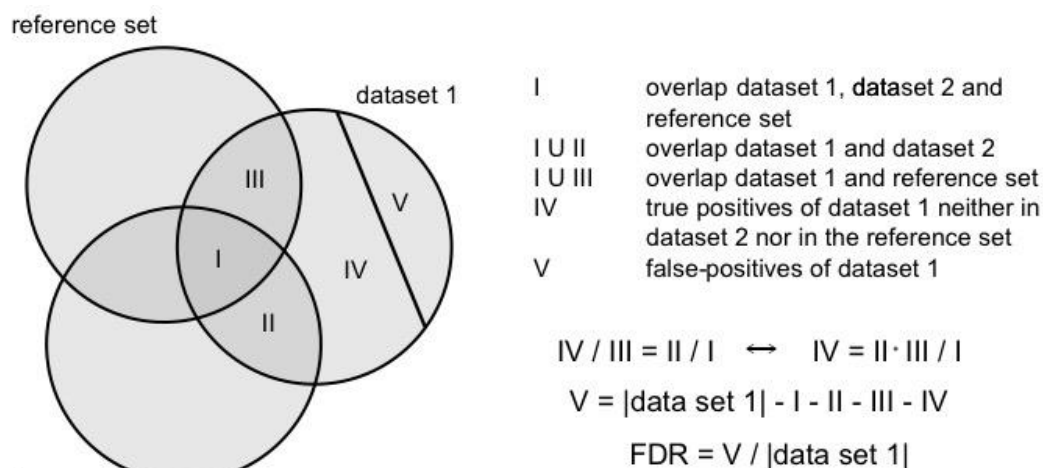 reference set
dataset 1
III
V
I
IV
II
I overlap dataset 1, dataset 2 and
reference set
I U II overlap dataset 1 and dataset 2
I U III overlap dataset 1 and reference set
IV true positives of dataset 1 neither in
dataset 2 nor in the reference set
V false-positives of dataset 1
IV / III = II / I ↔ IV = II · III / I
V = |data set 1| - I - II - III - IV
FDR = V / |data set 1|